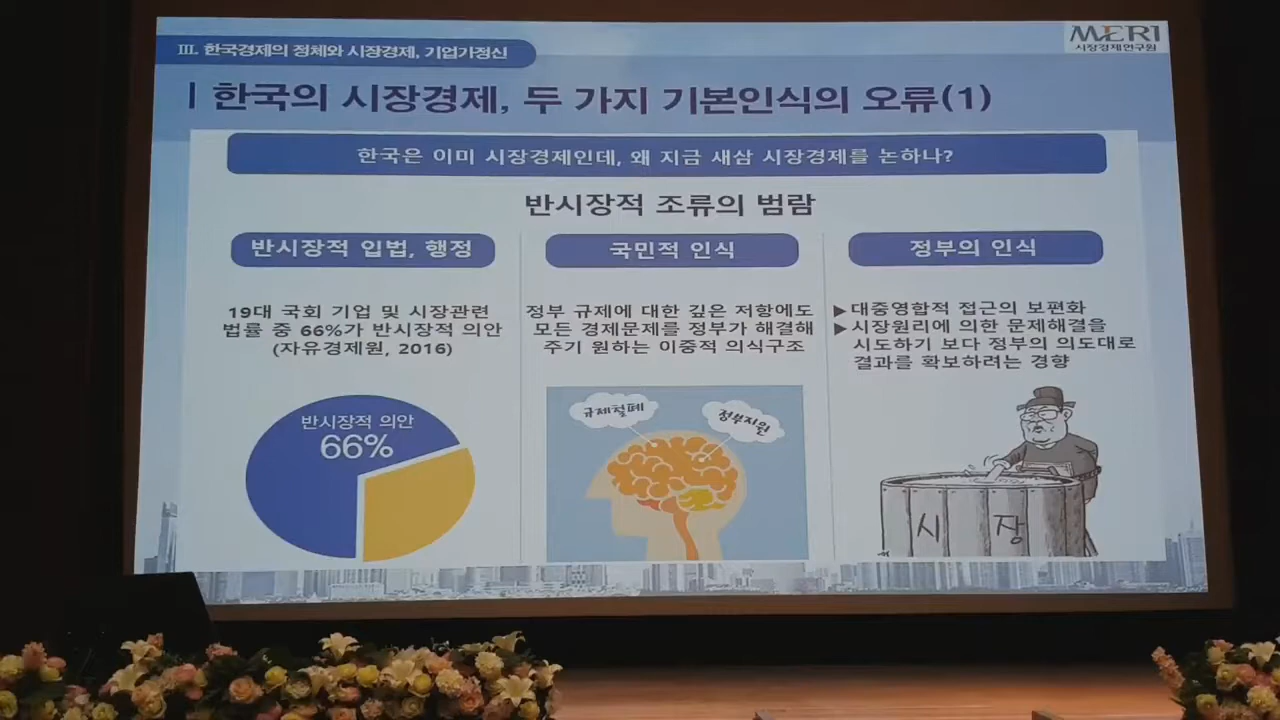 Ⅲ. 한국경제의 정체와 시장경제, 기업가정신
MERI
시장경제연구원
한국의 시장경제, 두 가지 기본인식의 오류(1)
한국은 이미 시장경제인데, 왜 지금 새삼 시장경제를 논하나?
반시장적 조류의 범람
반시장적 입법, 행정
19대 국회 기업 및 시장관련
법률 중 66%가 반시장적 의안
(자유경제원, 2016)
반시장적 의안
66%
국민적 인식
정부 규제에 대한 깊은 저항에도
모든 경제문제를 정부가 해결해
주기 원하는 이중적 의식구조
규제철폐
정부지원
정부의 인식
▶대중영합적 접근의 보편화
▶시장원리에 의한 문제해결을
시도하기 보다 정부의 의도대로
결과를 확보하려는 경향
시 장